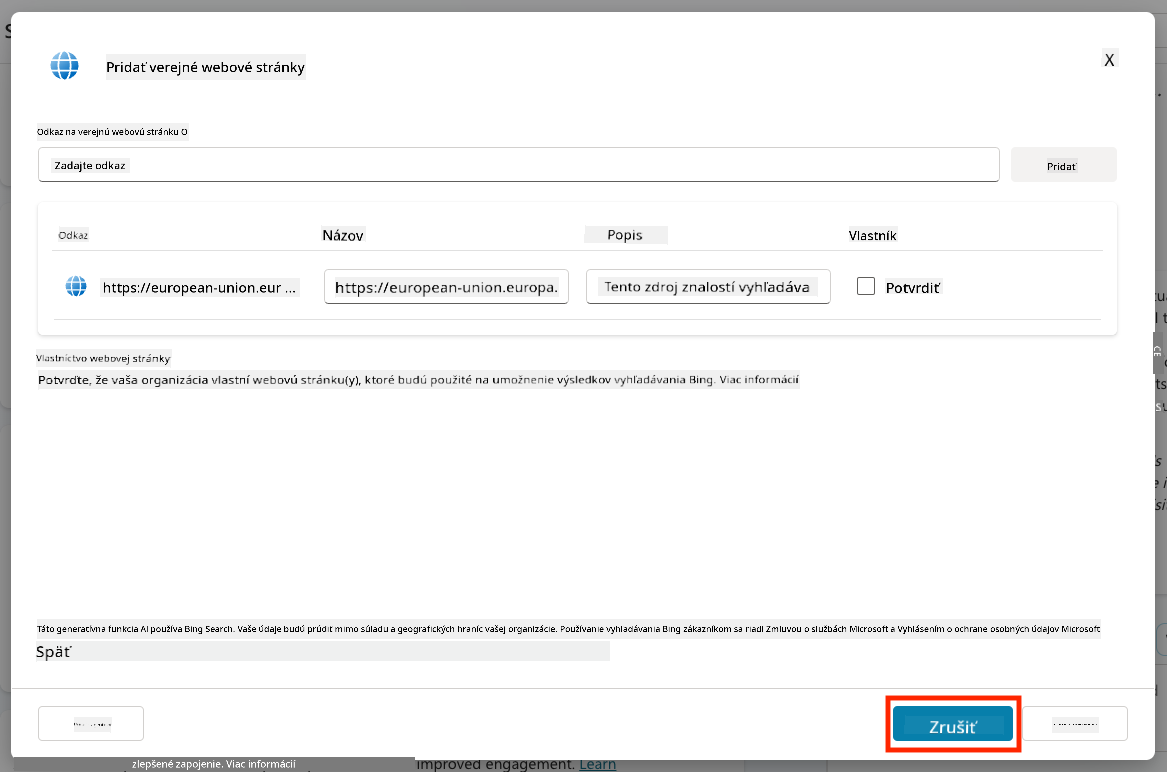 Pridať verejné webové stránky
X
Odkaz na verejnú webovú stránku O
Zadajte odkaz
Pridať
Odkaz
Názov
Popis
Vlastník
https://european-union.eur ...
https://european-union.europa.
Tento zdroj znalostí vyhľadáva
Potvrdiť
Vlastníctvo webovej stránky
Potvrďte, že vaša organizácia vlastní webovú stránku(y), ktoré budú použité na umožnenie výsledkov vyhľadávania Bing. Viac informácií
Táto generatívna funkcia AI používa Bing Search. Vaše údaje budú prúdiť mimo súladu a geografických hraníc vašej organizácie. Používanie vyhľadávania Bing zákazníkom sa riadi Zmluvou o službách Microsoft a Vyhlásením o ochrane osobných údajov Microsoft
Späť
Zrušiť
zlepšené zapojenie. Viac informácií
improved engagement. Learn